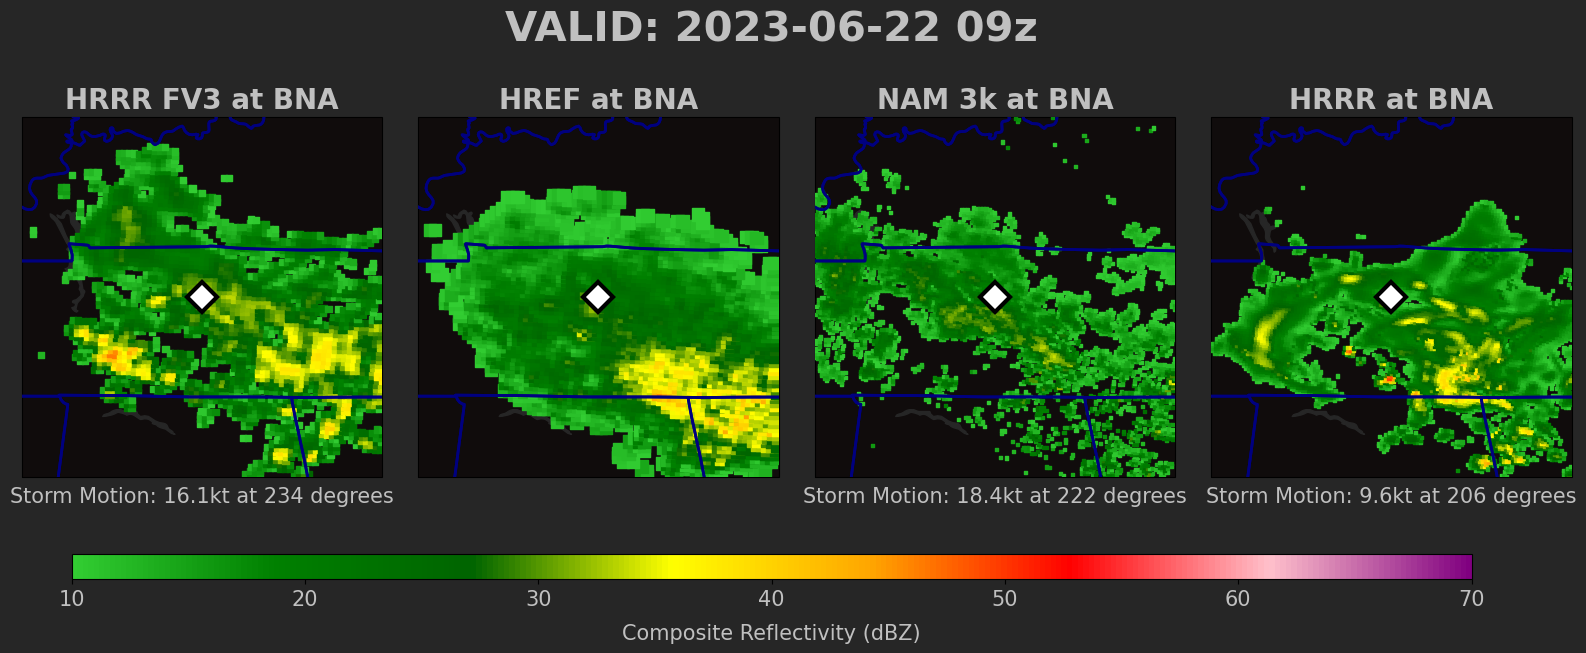 VALID: 2023-06-22 09z
HRRR FV3 at BNA
HREF at BNA
NAM 3k at BNA
HRRR at BNA
Storm Motion: 16.1kt at 234 degrees
Storm Motion: 18.4kt at 222 degrees
Storm Motion: 9.6kt at 206 degrees
10 20 30 40 50 60 70
Composite Reflectivity (dBZ)